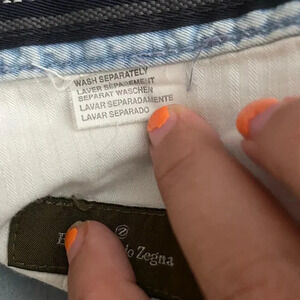 WASH SEPARATELY
LAVER SEPAREMENT
SEPARAT WASCHEN
LAVAR SEPARADAMENTE
LAVAR SEPARADO
Zegna